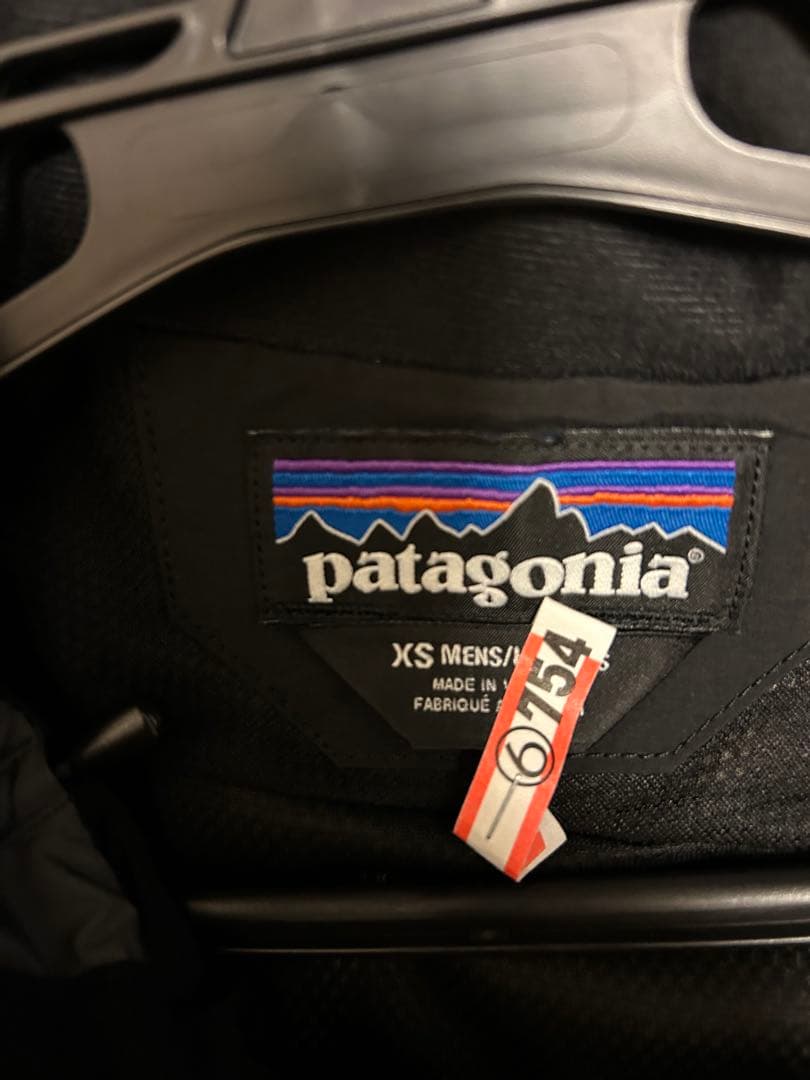 patagonia®
XS MENS/
MADE IN
FABRIQUÉ
6 754